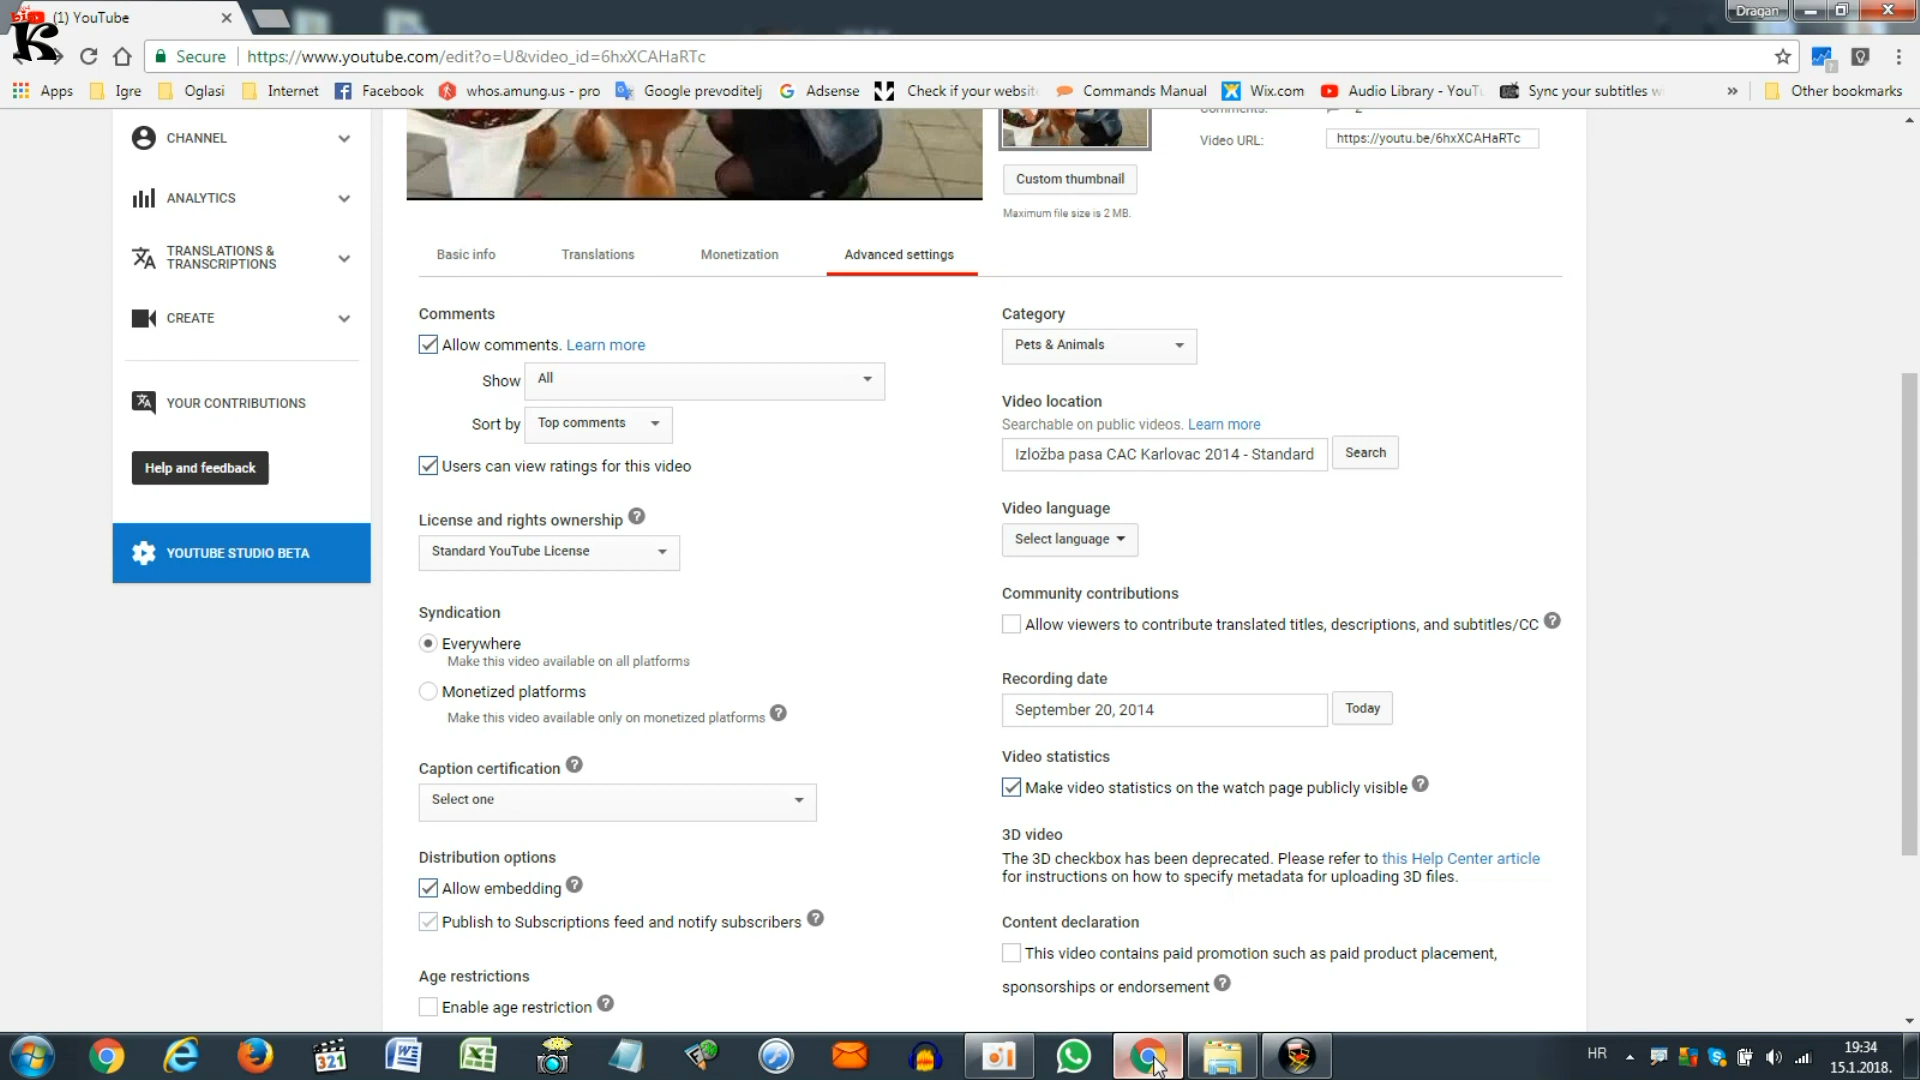 (1) YouTube
Dragan
Secure
https://www.youtube.com/edit?o=U&video_id=6hxXCAHaRTc
Apps
Igre
Oglasi
Internet
Facebook
whos.amung.us - pro
Google prevoditelj
Adsense
Check if your website
Commands Manual
Wix.com
Audio Library - YouTu
Sync your subtitles w
»
Other bookmarks
CHANNEL
ANALYTICS
TRANSLATIONS &
TRANSCRIPTIONS
CREATE
YOUR CONTRIBUTIONS
Help and feedback
YOUTUBE STUDIO BETA
Comments: 2
Video URL:
https://youtu.be/6hxXCAHaRTc
Custom thumbnail
Maximum file size is 2 MB.
Basic info
Translations
Monetization
Advanced settings
Comments
Allow comments. Learn more
Show
All
Sort by
Top comments
Users can view ratings for this video
License and rights ownership
Standard YouTube License
Syndication
Everywhere
Make this video available on all platforms
Monetized platforms
Make this video available only on monetized platforms
Caption certification
Select one
Distribution options
Allow embedding
Publish to Subscriptions feed and notify subscribers
Age restrictions
Enable age restriction
Category
Pets & Animals
Video location
Searchable on public videos. Learn more
Izložba pasa CAC Karlovac 2014 - Standard
Search
Video language
Select language
Community contributions
Allow viewers to contribute translated titles, descriptions, and subtitles/CC
Recording date
September 20, 2014
Today
Video statistics
Make video statistics on the watch page publicly visible
3D video
The 3D checkbox has been deprecated. Please refer to this Help Center article
for instructions on how to specify metadata for uploading 3D files.
Content declaration
This video contains paid promotion such as paid product placement,
sponsorships or endorsement
321
HR
19:34
15.1.2018.